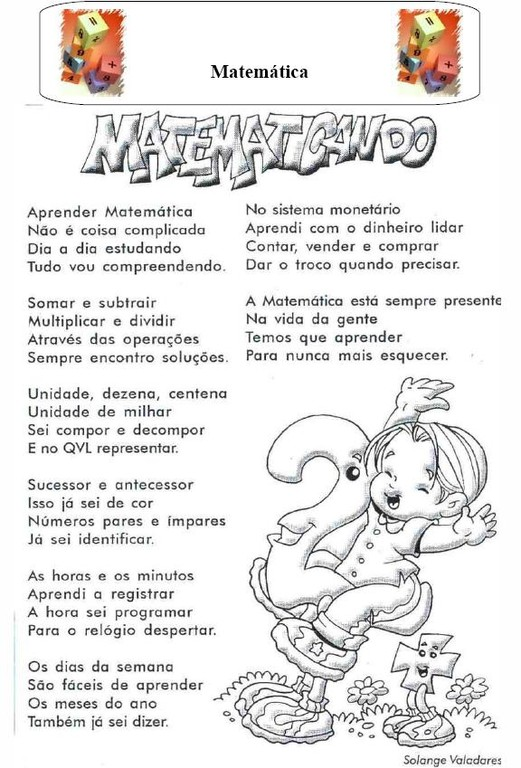 Matemática
MATEMATICANDO
Aprender Matemática
Não é coisa complicada
Dia a dia estudando
Tudo vou compreendendo.
Somar e subtrair
Multiplicar e dividir
Através das operações
Sempre encontro soluções.
Unidade, dezena, centena
Unidade de milhar
Sei compor e decompor
E no QVL representar.
Sucessor e antecessor
Isso já sei de cor
Números pares e ímpares
Já sei identificar.
As horas e os minutos
Aprendi a registrar
A hora sei programar
Para o relógio despertar.
Os dias da semana
São fáceis de aprender
Os meses do ano
Também já sei dizer.
No sistema monetário
Aprendi com o dinheiro lidar
Contar, vender e comprar
Dar o troco quando precisar.
A Matemática está sempre presente
Na vida da gente
Temos que aprender
Para nunca mais esquecer.
Solange Valadares